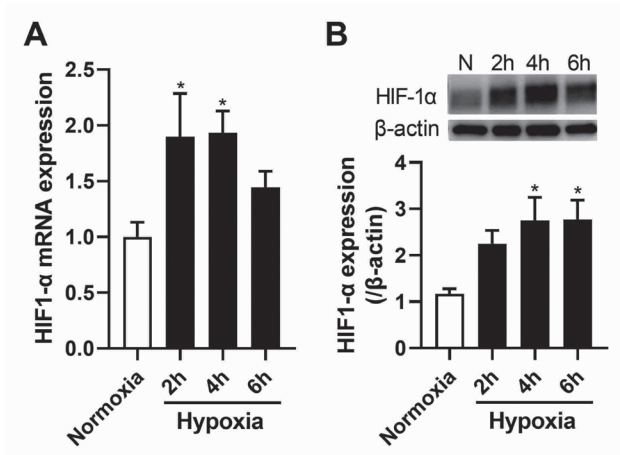 A
HIF1-α mRNA expression
2.5
2.0
1.5
1.0
0.5
0.0
*
*
Normoxia
2h
4h
6h
Hypoxia
B
N 2h 4h 6h
HIF-1α
β-actin
HIF1-α expression
(/β-actin)
4
3
2
1
0
*
*
Normoxia
2h
4h
6h
Hypoxia